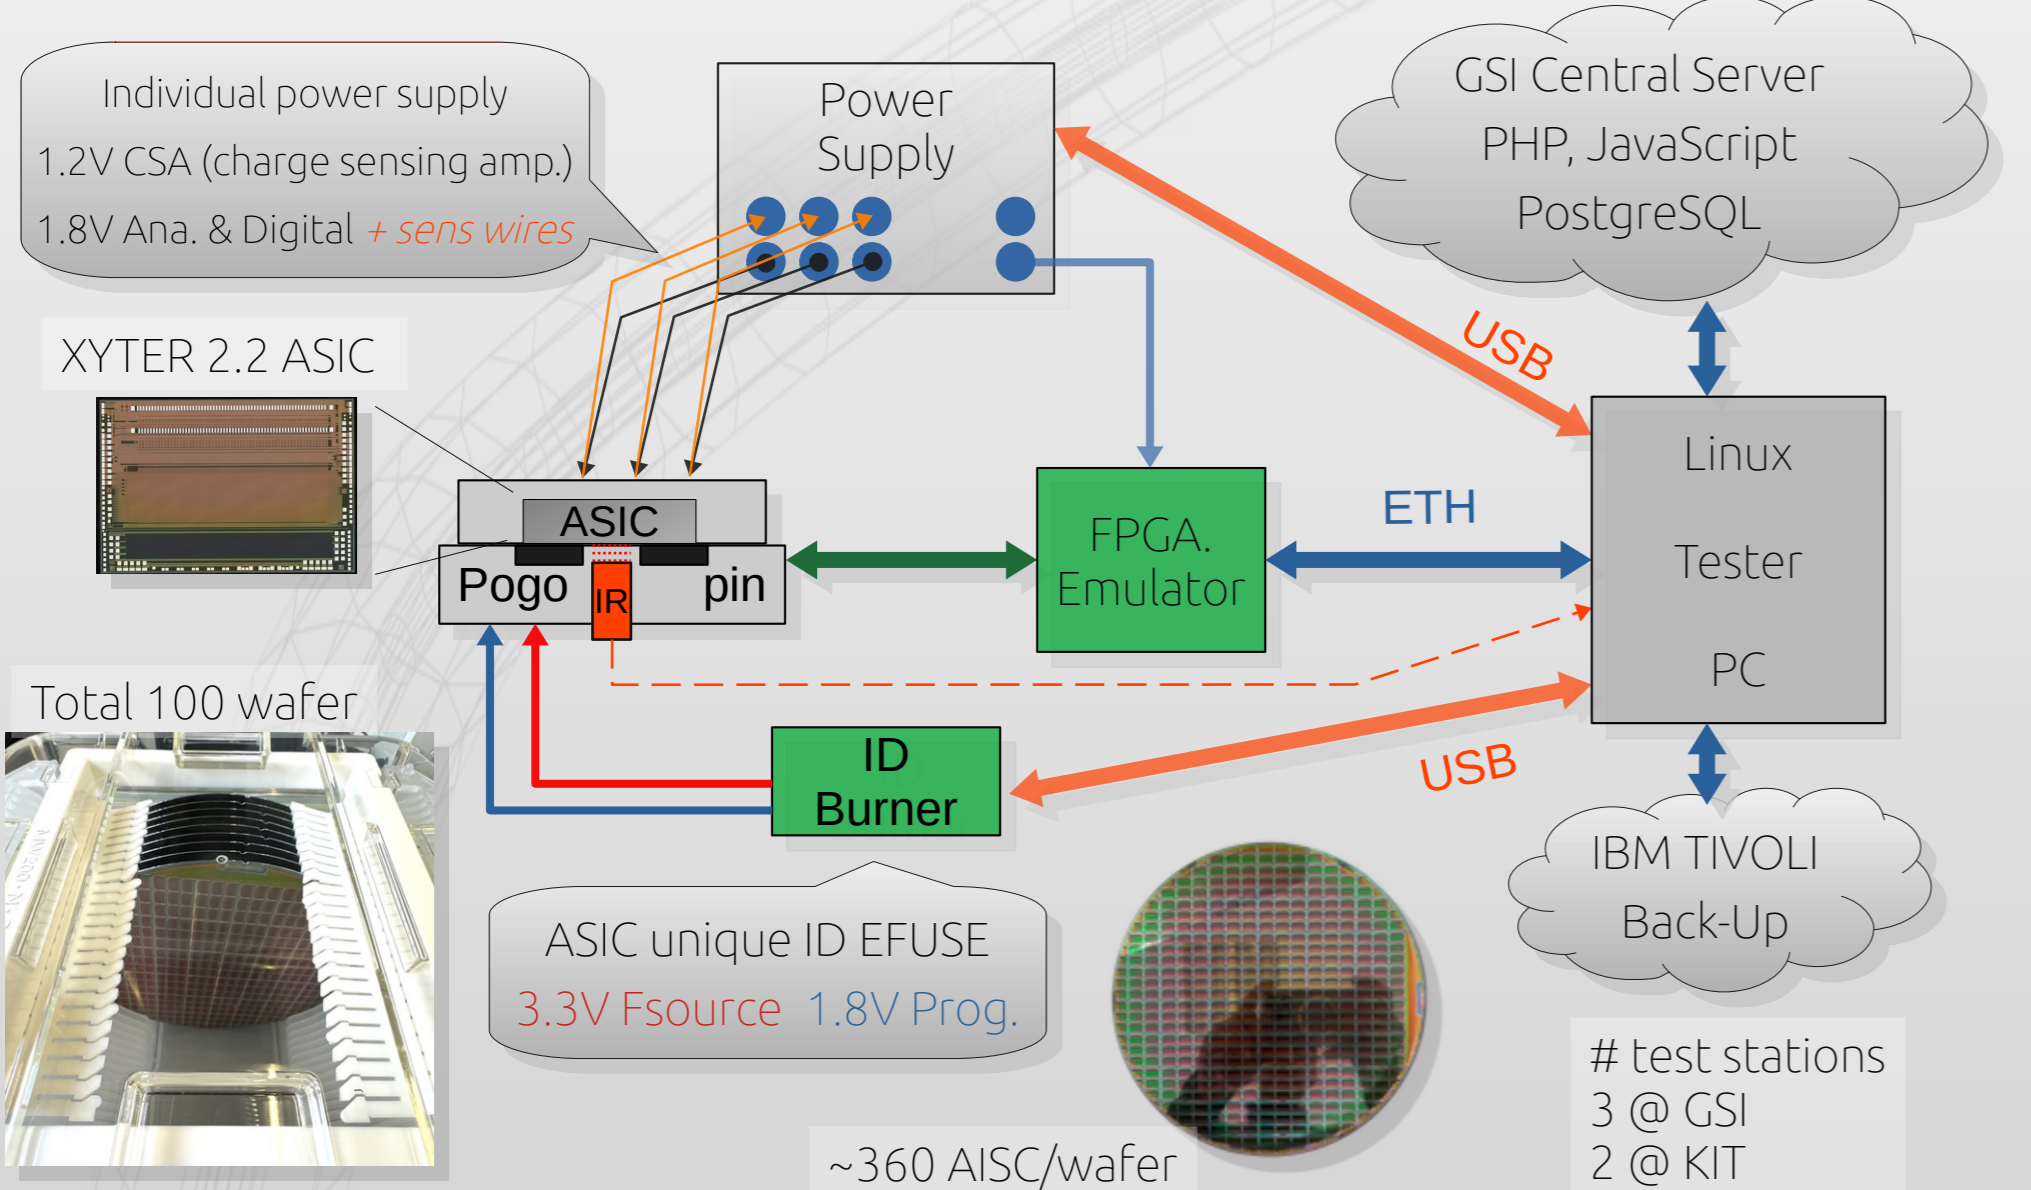 Individual power supply
1.2V CSA (charge sensing amp.)
1.8V Ana. & Digital + sens wires
Power
Supply
GSI Central Server
PHP, JavaScript
PostgreSQL
USB
XYTER 2.2 ASIC
ASIC
Pogo
IR
pin
FPGA.
Emulator
ETH
Linux
Tester
PC
Total 100 wafer
ID
Burner
USB
IBM TIVOLI
Back-Up
ASIC unique ID EFUSE
3.3V Fsource 1.8V Prog.
~360 AISC/wafer
# test stations
3 @ GSI
2 @ KIT